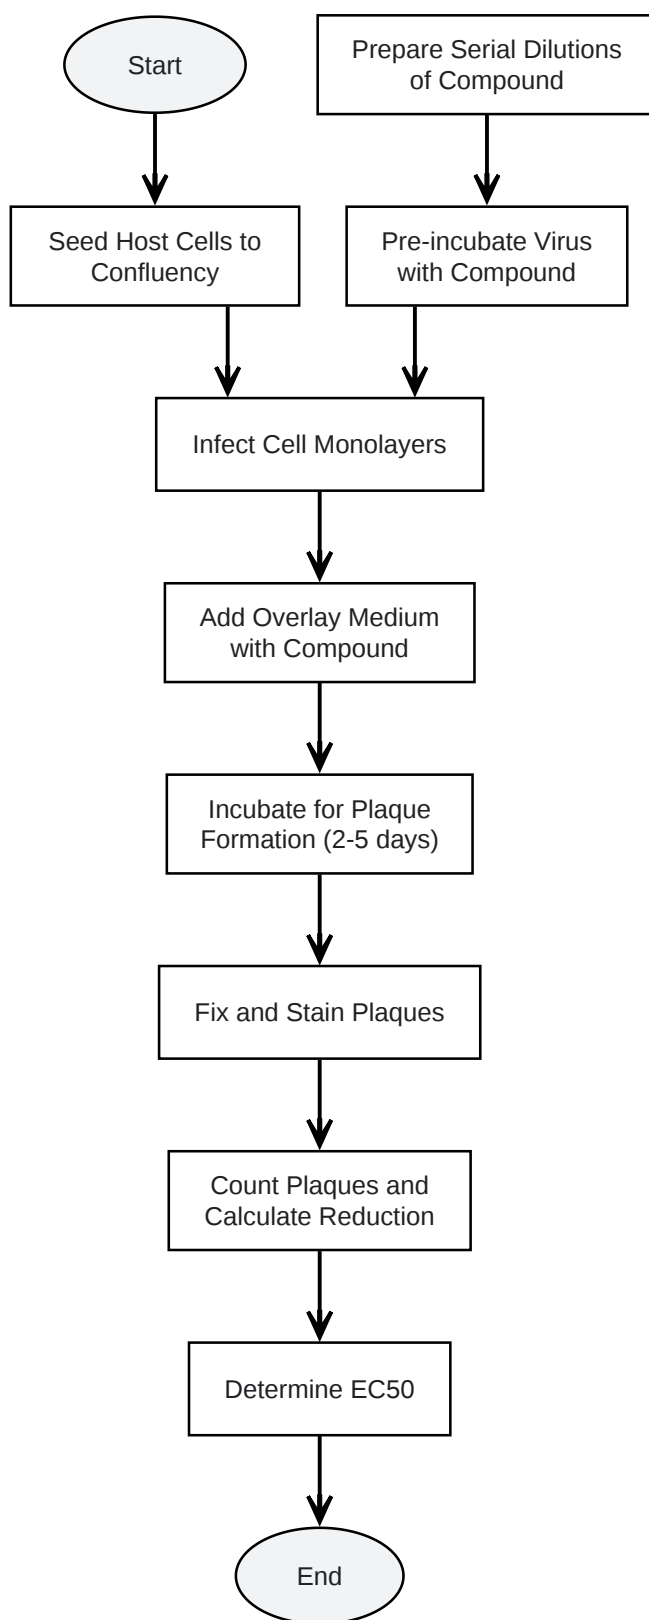 Start
Prepare Serial Dilutions
of Compound
Seed Host Cells to
Confluency
Pre-incubate Virus
with Compound
Infect Cell Monolayers
Add Overlay Medium
with Compound
Incubate for Plaque
Formation (2-5 days)
Fix and Stain Plaques
Count Plaques and
Calculate Reduction
Determine EC50
End